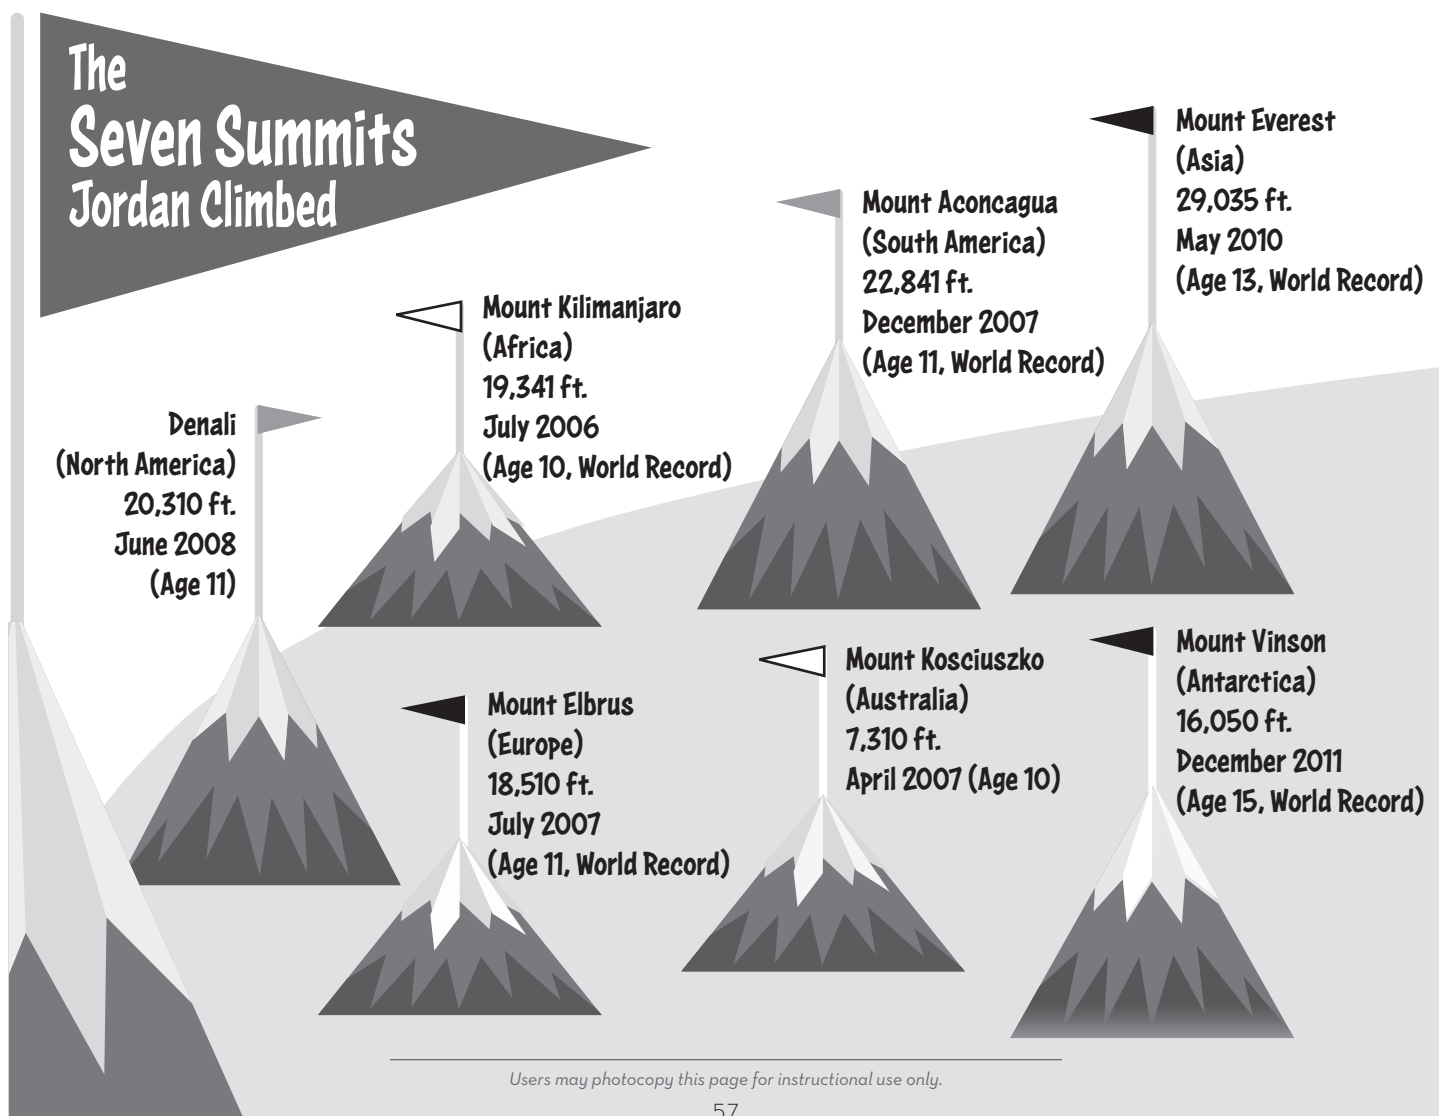 The
Seven Summits
Jordan Climbed
Mount Everest
(Asia)
29,035 ft.
May 2010
(Age 13, World Record)
Mount Aconcagua
(South America)
22,841 ft.
December 2007
(Age 11, World Record)
Mount Kilimanjaro
(Africa)
19,341 ft.
July 2006
(Age 10, World Record)
Denali
(North America)
20,310 ft.
June 2008
(Age 11)
Mount Elbrus
(Europe)
18,510 ft.
July 2007
(Age 11, World Record)
Mount Kosciuszko
(Australia)
7,310 ft.
April 2007 (Age 10)
Mount Vinson
(Antarctica)
16,050 ft.
December 2011
(Age 15, World Record)
Users may photocopy this page for instructional use only.
57